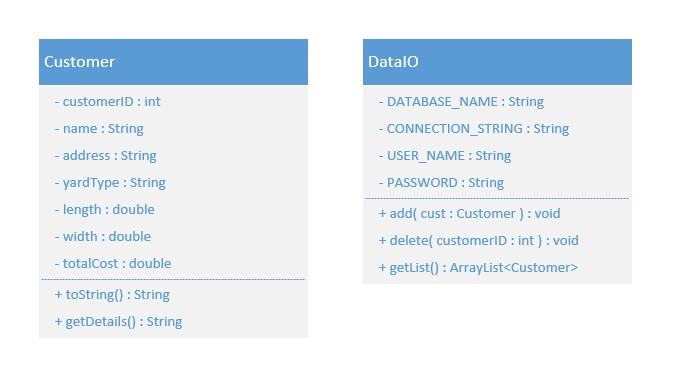 Customer
- customerID : int
- name : String
- address : String
- yardType : String
- length : double
- width : double
- totalCost : double
+ toString() : String
+ getDetails() : String
DataIO
- DATABASE_NAME : String
- CONNECTION_STRING : String
- USER_NAME : String
- PASSWORD : String
+ add( cust : Customer ) : void
+ delete( customerID : int ) : void
+ getList() : ArrayList<Customer>